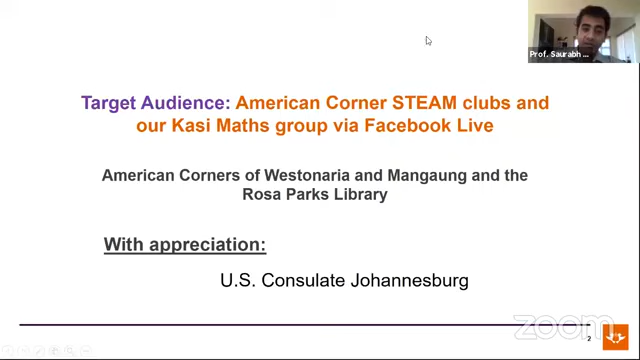 Prof. Saurabh ...
Target Audience: American Corner STEAM clubs and
our Kasi Maths group via Facebook Live
American Corners of Westonaria and Mangaung and the
Rosa Parks Library
With appreciation:
U.S. Consulate Johannesburg
zoom
2